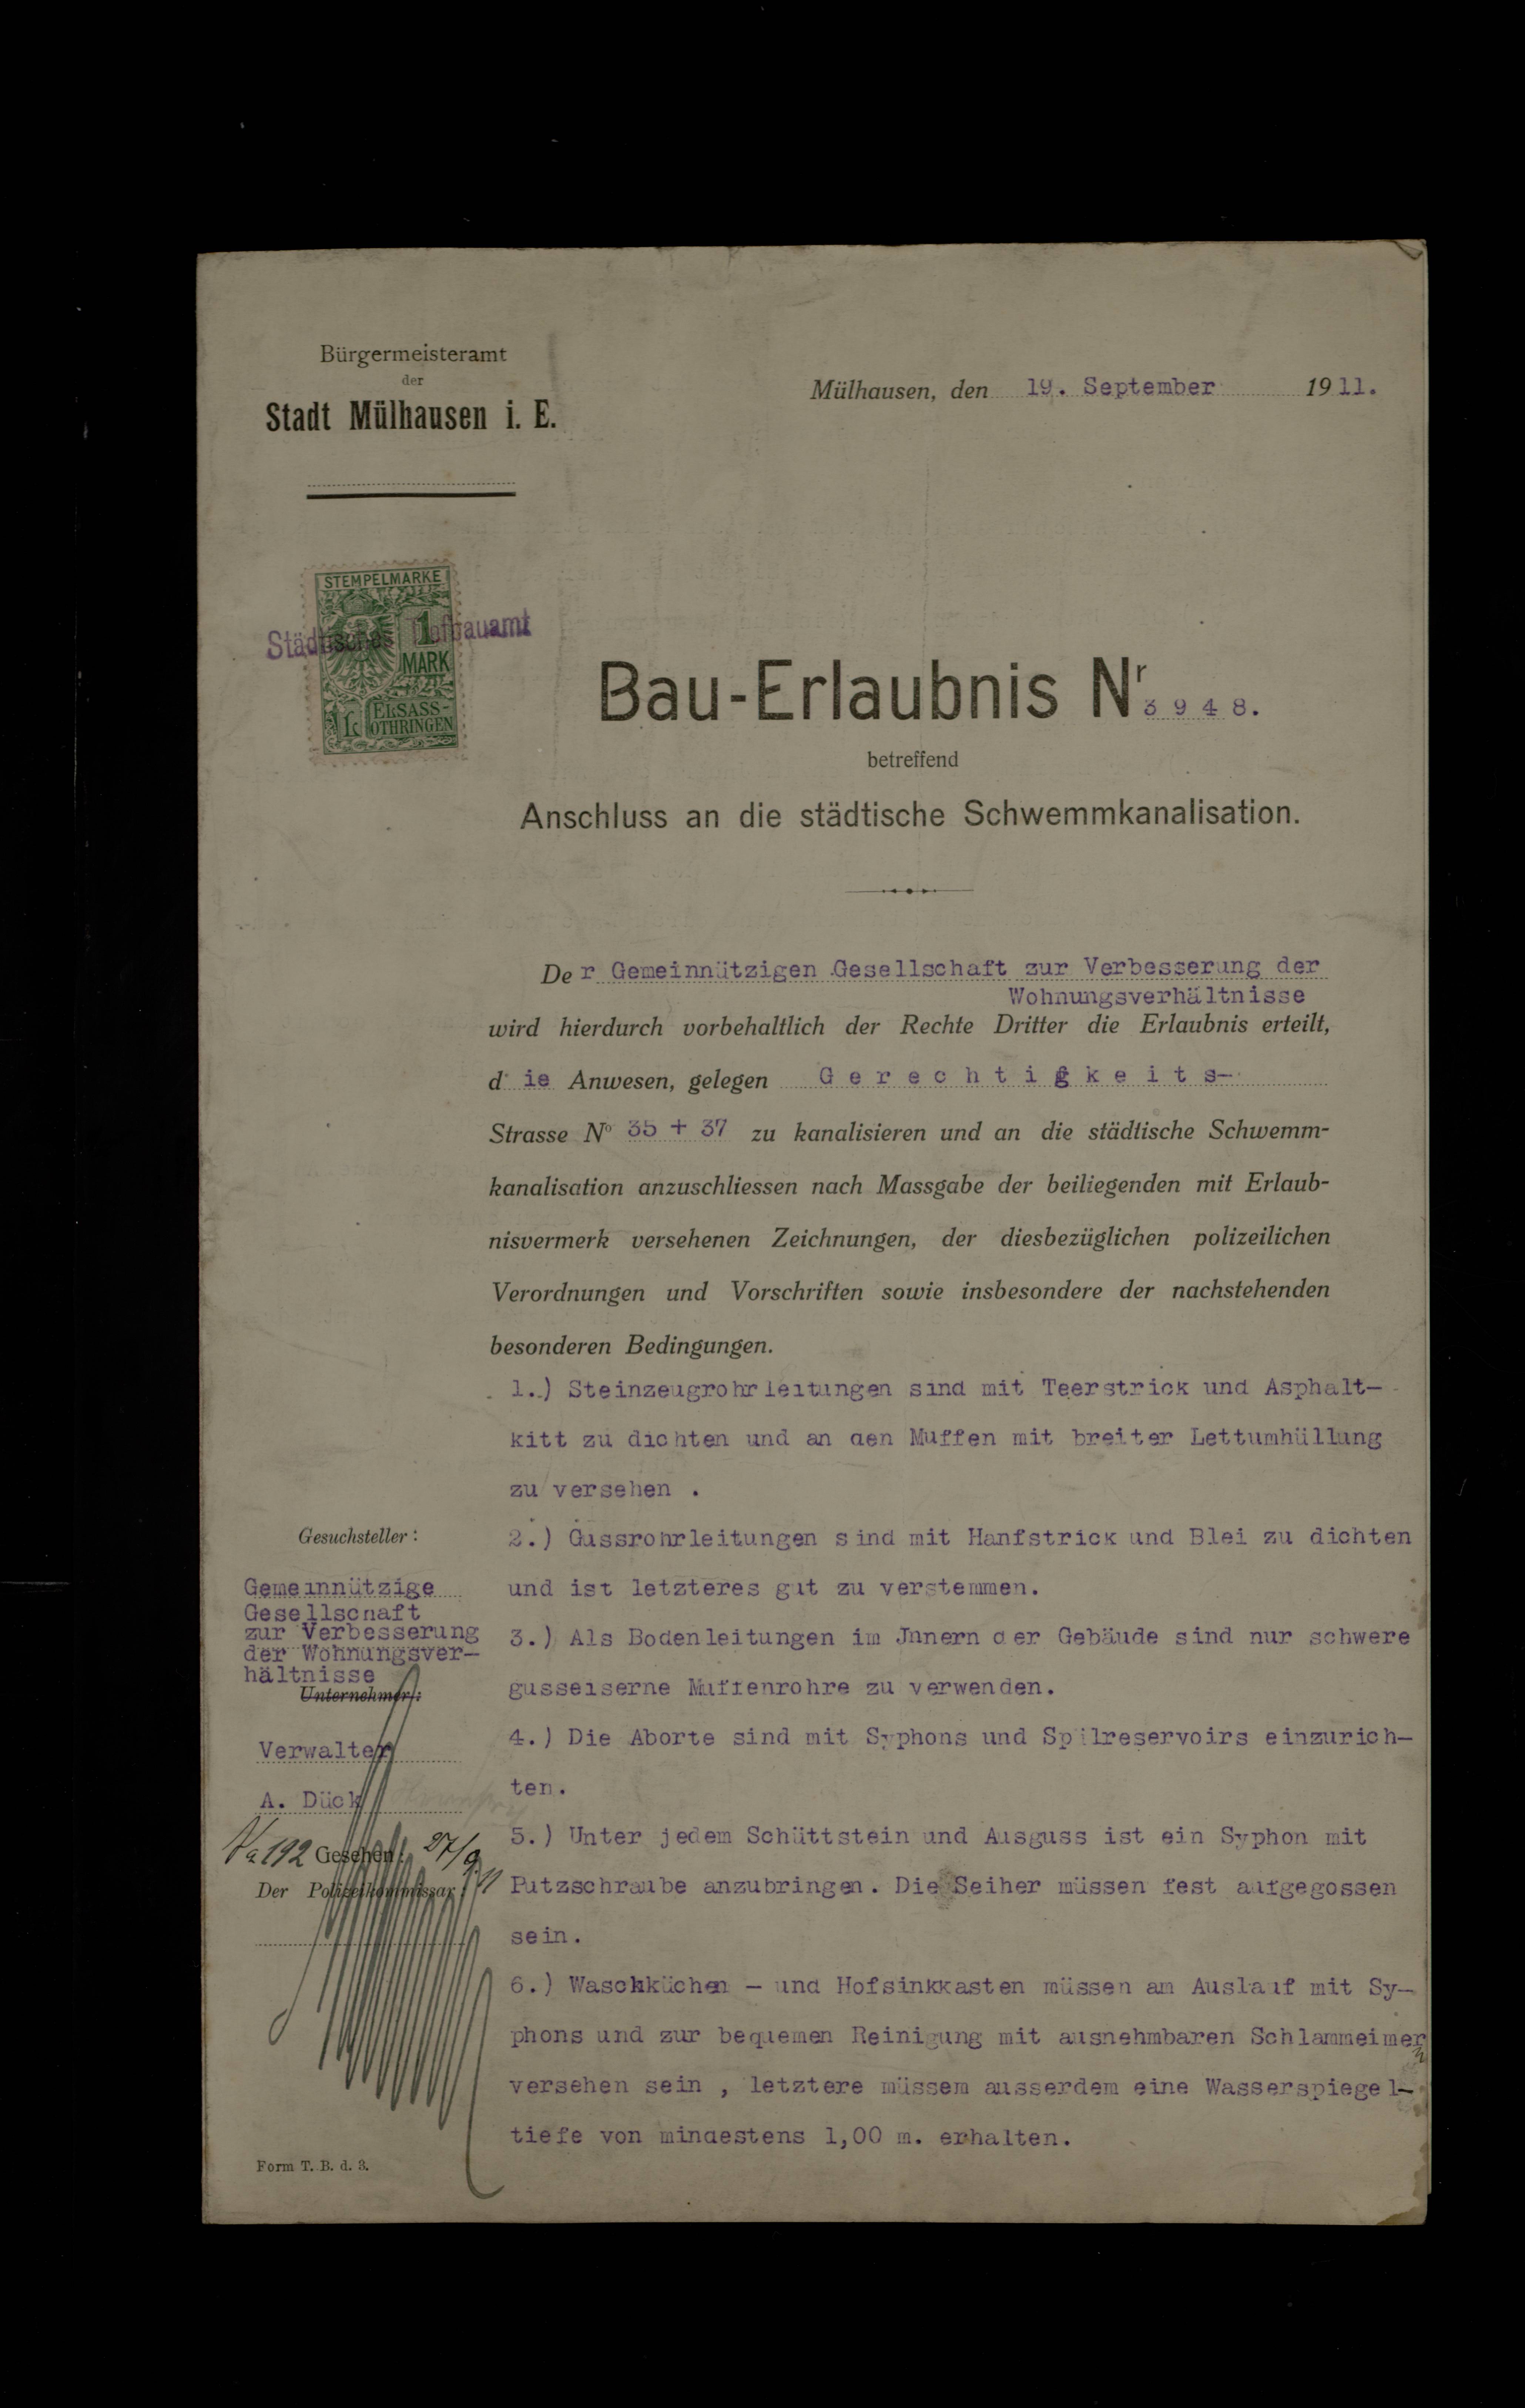 Bürgermeisteramt
der
Stadt Mülhausen i. E.
Mülhausen, den 19. September 1911.
STEMPELMARKE
1
MARK
ELSASS-
OTHRINGEN
Städtisches Tiefbauamt
Bau-Erlaubnis Nr 3948.
betreffend
Anschluss an die städtische Schwemmkanalisation.
Der Gemeinnützigen Gesellschaft zur Verbesserung der
Wohnungsverhältnisse
wird hierdurch vorbehaltlich der Rechte Dritter die Erlaubnis erteilt,
die Anwesen, gelegen Gerechtigkeits-
Strasse No 35 + 37 zu kanalisieren und an die städtische Schwemm-
kanalisation anzuschliessen nach Massgabe der beiliegenden mit Erlaub-
nisvermerk versehenen Zeichnungen, der diesbezüglichen polizeilichen
Verordnungen und Vorschriften sowie insbesondere der nachstehenden
besonderen Bedingungen.
1.) Steinzeugrohrleitungen sind mit Teerstrick und Asphalt-
kitt zu dichten und an den Muffen mit breiter Lettumhüllung
zu versehen .
2.) Gussrohrleitungen sind mit Hanfstrick und Blei zu dichten
und ist letzteres gut zu verstemmen.
3.) Als Bodenleitungen im Jnnern der Gebäude sind nur schwere
gusseiserne Muffenrohre zu verwenden.
4.) Die Aborte sind mit Syphons und Spülreservoirs einzurich-
ten.
5.) Unter jedem Schüttstein und Ausguss ist ein Syphon mit
Putzschraube anzubringen. Die Seiher müssen fest aufgegossen
sein.
6.) Waschküchen - und Hofsinkkasten müssen am Auslauf mit Sy-
phons und zur bequemen Reinigung mit ausnehmbaren Schlammeimern
versehen sein , letztere müssem ausserdem eine Wasserspiegel-
tiefe von mindestens 1,00 m. erhalten.
Gesuchsteller:
Gemeinnützige
Gesellschaft
zur Verbesserung
der Wohnungsver-
hältnisse
Unternehmer:
Verwalter
A. Dück
192 Gesehen: 27/9 11
Der Polizeikommissar:
Form T. B. d. 3.